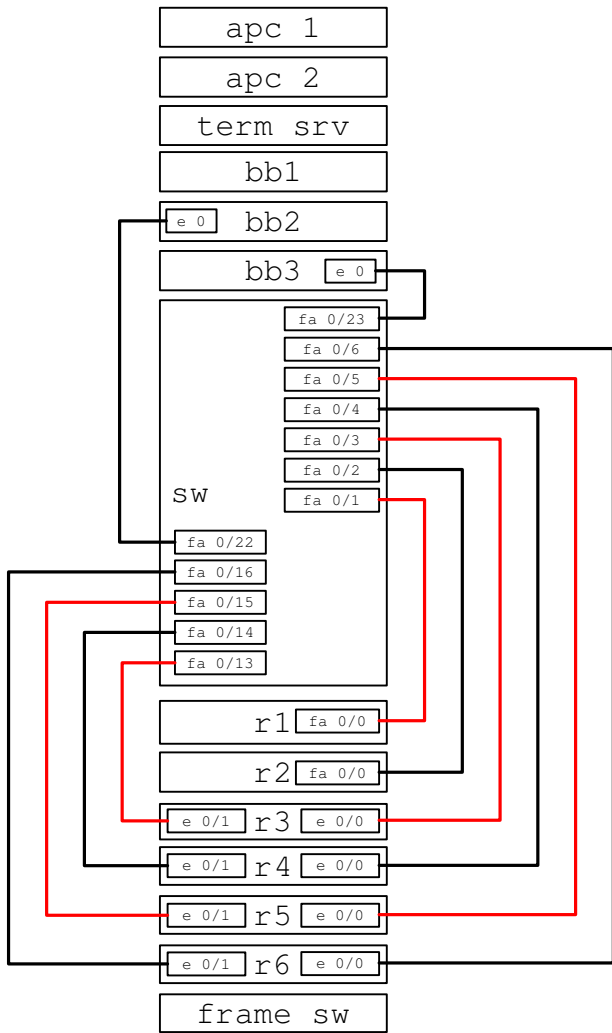 apc 1
apc 2
term srv
bb1
e 0 bb2
bb3 e 0
fa 0/23
fa 0/6
fa 0/5
fa 0/4
fa 0/3
fa 0/2
sw
fa 0/1
fa 0/22
fa 0/16
fa 0/15
fa 0/14
fa 0/13
r1 fa 0/0
r2 fa 0/0
e 0/1 r3 e 0/0
e 0/1 r4 e 0/0
e 0/1 r5 e 0/0
e 0/1 r6 e 0/0
frame sw